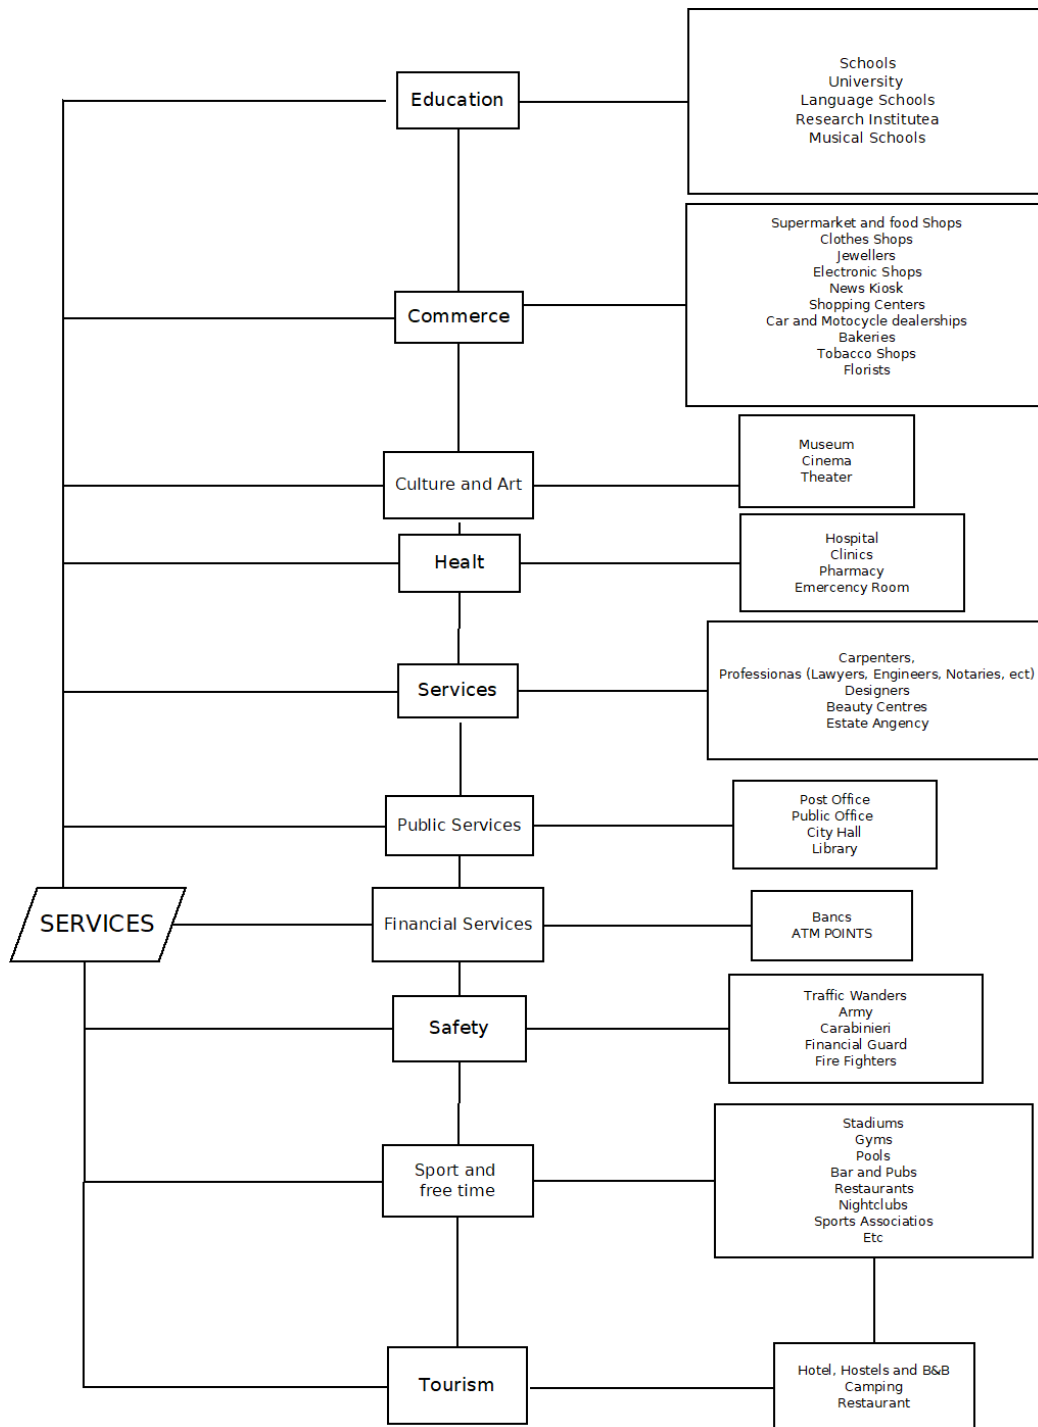 Education
Schools
University
Language Schools
Research Institutea
Musical Schools
Commerce
Supermarket and food Shops
Clothes Shops
Jewellers
Electronic Shops
News Kiosk
Shopping Centers
Car and Motocycle dealerships
Bakeries
Tobacco Shops
Florists
Culture and Art
Museum
Cinema
Theater
Healt
Hospital
Clinics
Pharmacy
Emercency Room
Services
Carpenters,
Professionas (Lawyers, Engineers, Notaries, ect)
Designers
Beauty Centres
Estate Angency
Public Services
Post Office
Public Office
City Hall
Library
SERVICES
Financial Services
Bancs
ATM POINTS
Safety
Traffic Wanders
Army
Carabinieri
Financial Guard
Fire Fighters
Sport and
free time
Stadiums
Gyms
Pools
Bar and Pubs
Restaurants
Nightclubs
Sports Associatios
Etc
Tourism
Hotel, Hostels and B&B
Camping
Restaurant